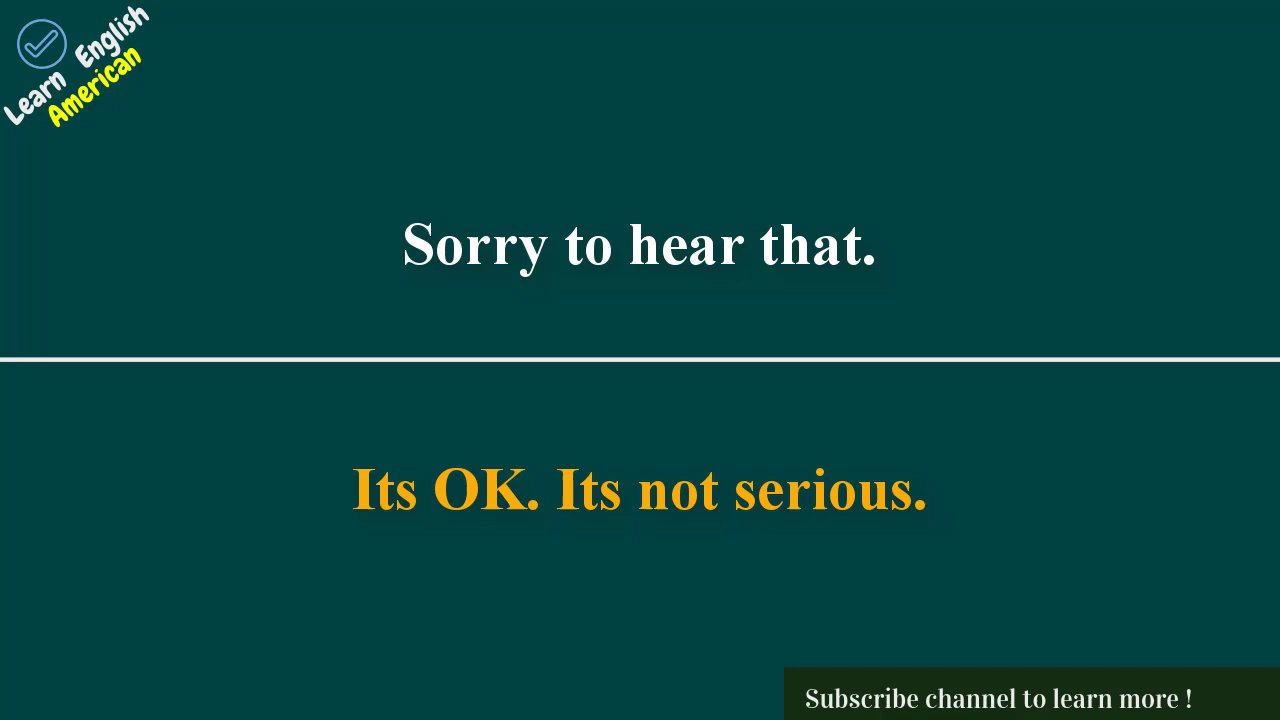 Learn English
American
Sorry to hear that.
Its OK. Its not serious.
Subscribe channel to learn more !